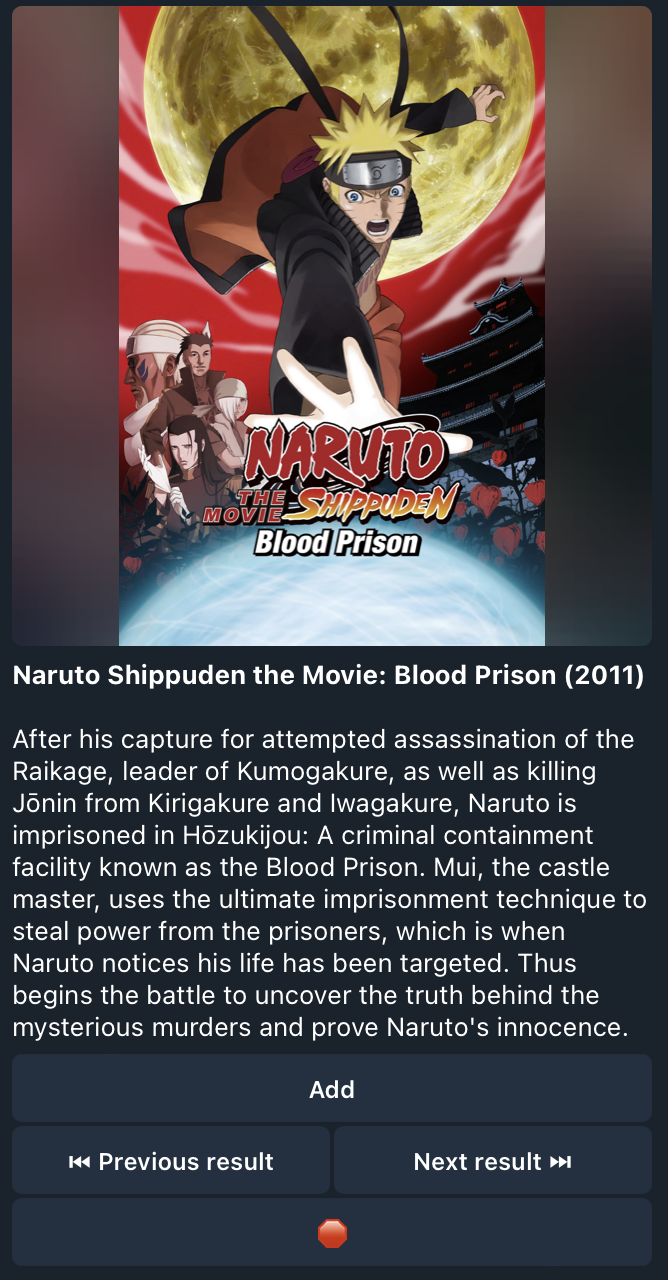 NARUTO
THE
MOVIE SHIPPUDEN
Blood Prison
Naruto Shippuden the Movie: Blood Prison (2011)
After his capture for attempted assassination of the
Raikage, leader of Kumogakure, as well as killing
Jōnin from Kirigakure and Iwagakure, Naruto is
imprisoned in Hōzukijou: A criminal containment
facility known as the Blood Prison. Mui, the castle
master, uses the ultimate imprisonment technique to
steal power from the prisoners, which is when
Naruto notices his life has been targeted. Thus
begins the battle to uncover the truth behind the
mysterious murders and prove Naruto's innocence.
Add
⏮ Previous result
Next result ⏭